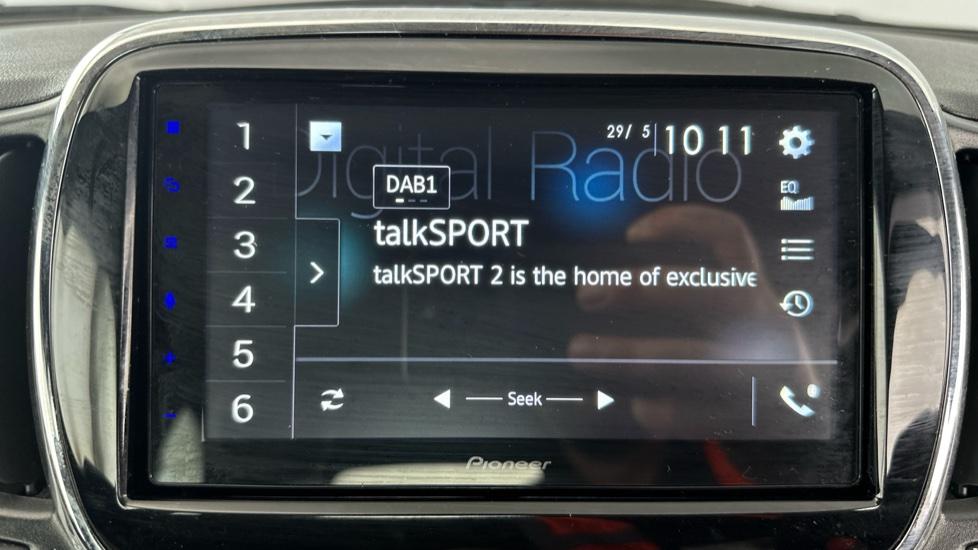 1
2
3
4
5
6
Digital Radio
29/ 5 10 11
DAB1
talkSPORT
talkSPORT 2 is the home of exclusive
EQ
Seek
Pioneer